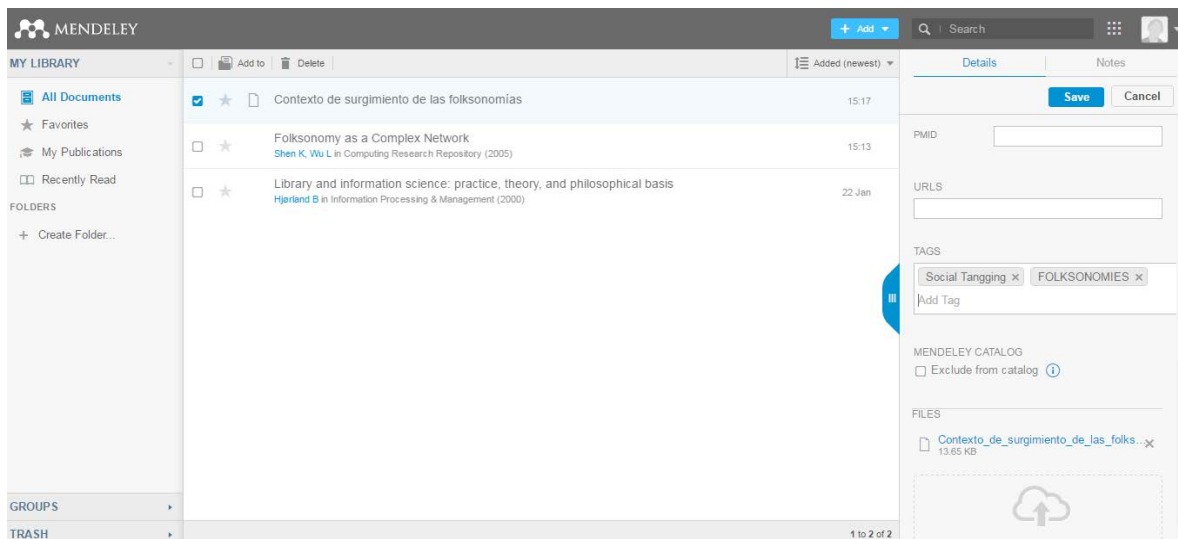 MENDELEY
+ Add
Search
MY LIBRARY
All Documents
Favorites
My Publications
Recently Read
FOLDERS
+ Create Folder...
GROUPS
TRASH
Add to
Delete
Added (newest)
Contexto de surgimiento de las folksonomías
15:17
Folksonomy as a Complex Network
15:13
Shen K, Wu L in Computing Research Repository (2005)
Library and information science: practice, theory, and philosophical basis
22 Jan
Hjørland B in Information Processing & Management (2000)
1 to 2 of 2
Details
Notes
Save
Cancel
PMID
URLS
TAGS
Social Tangging ×
FOLKSONOMIES ×
Add Tag
MENDELEY CATALOG
Exclude from catalog
FILES
Contexto_de_surgimiento_de_las_folks...
13.65 KB